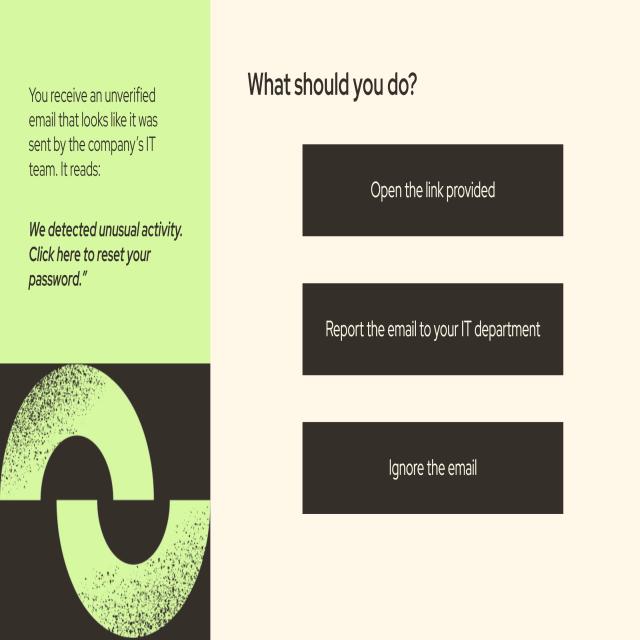 You receive an unverified
email that looks like it was
sent by the company's IT
team. It reads:
We detected unusual activity.
Click here to reset your
password.”
What should you do?
Open the link provided
Report the email to your IT department
Ignore the email